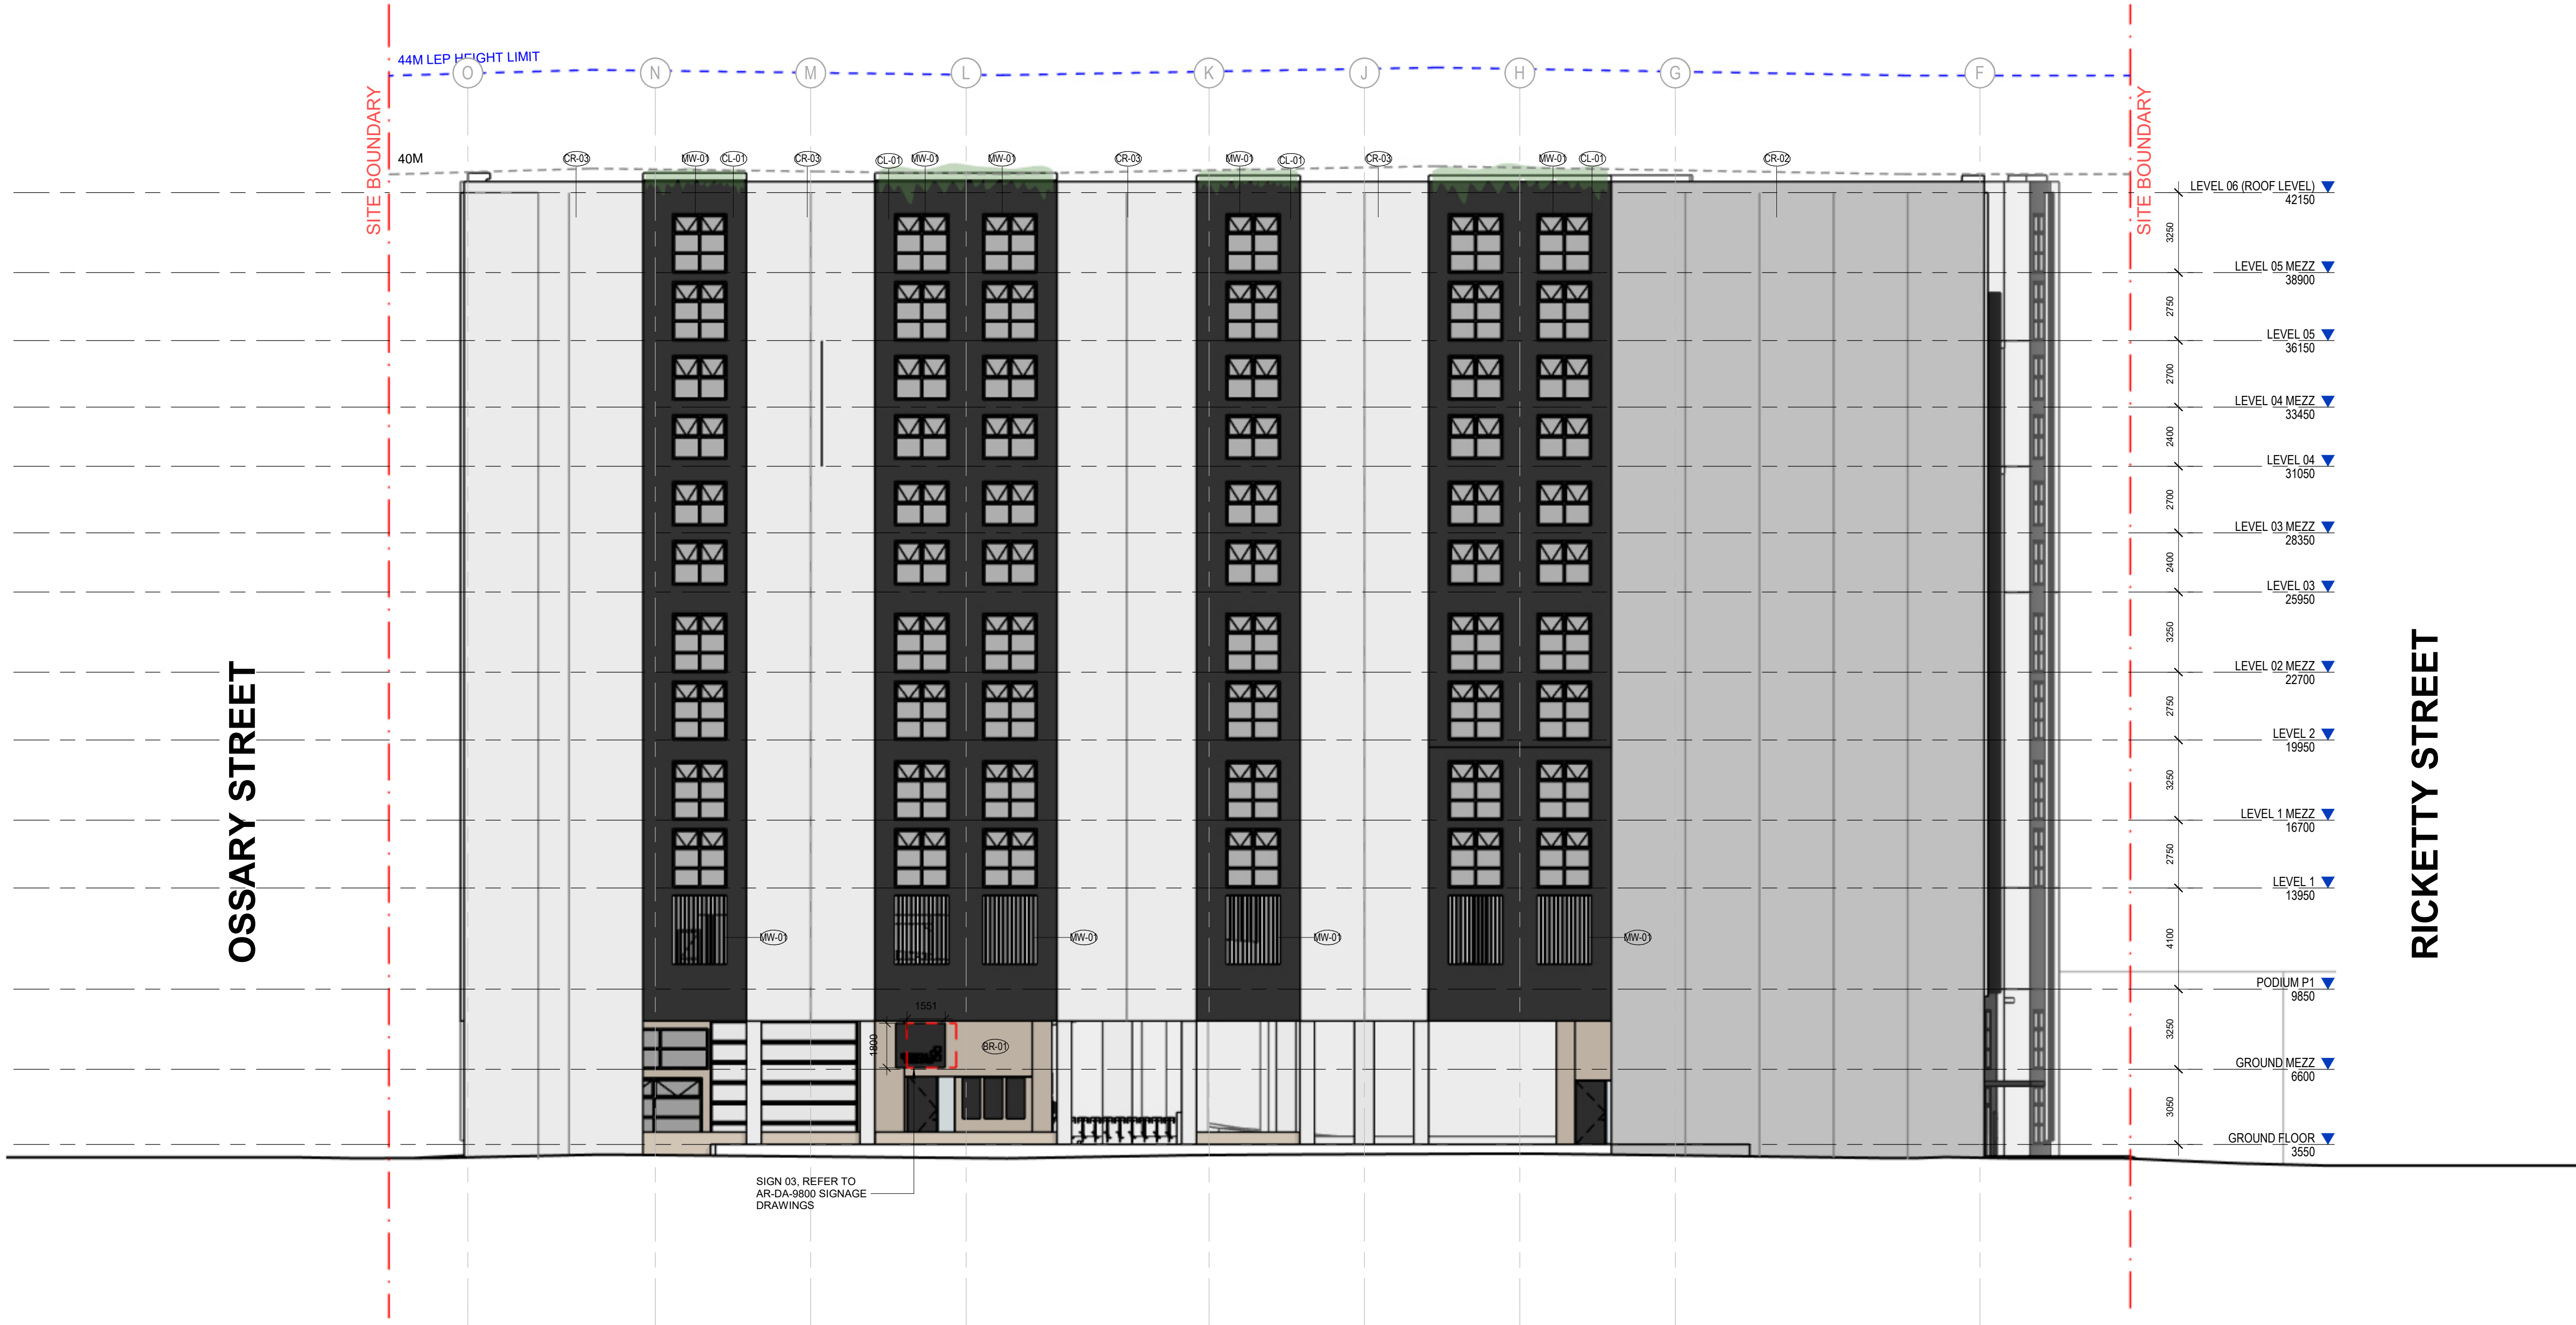 44M LEP HEIGHT LIMIT
O
N
M
L
K
J
H
G
F
SITE BOUNDARY
SITE BOUNDARY
40M
CR-03
MW-01
CL-01
CR-03
CL-01
MW-01
MW-01
CR-03
MW-01
CL-01
CR-03
MW-01
CL-01
CR-02
LEVEL 06 (ROOF LEVEL)
42150
3250
LEVEL 05 MEZZ
38900
2750
LEVEL 05
36150
2700
LEVEL 04 MEZZ
33450
2400
LEVEL 04
31050
2700
LEVEL 03 MEZZ
28350
2400
LEVEL 03
25950
3250
LEVEL 02 MEZZ
22700
2750
LEVEL 2
19950
3250
LEVEL 1 MEZZ
16700
2750
LEVEL 1
13950
4100
PODIUM P1
9850
3250
GROUND MEZZ
6600
3050
GROUND FLOOR
3550
OSSARY STREET
RICKETTY STREET
MW-01
MW-01
MW-01
MW-01
1551
1800
BR-01
SIGN 03, REFER TO
AR-DA-9800 SIGNAGE
DRAWINGS